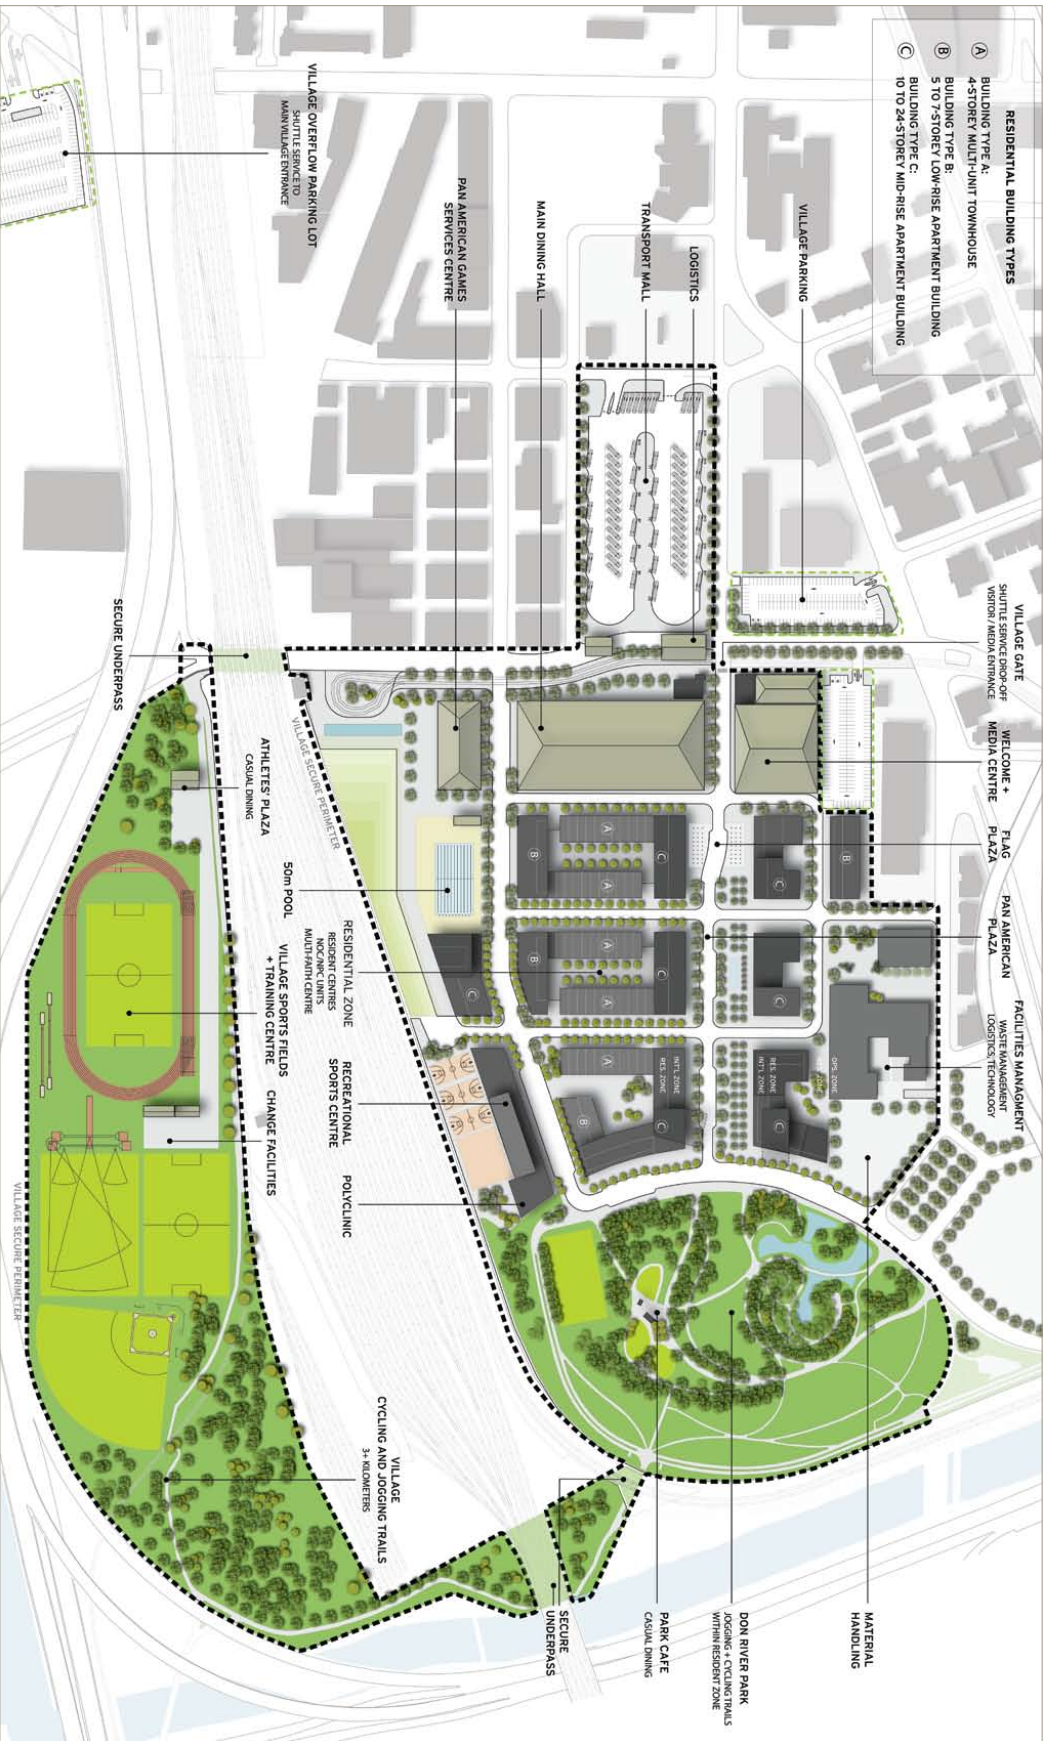 RESIDENTIAL BUILDING TYPES
A BUILDING TYPE A:
4-STOREY MULTI-UNIT TOWNHOUSE
B BUILDING TYPE B:
5 TO 7-STOREY LOW-RISE APARTMENT BUILDING
C BUILDING TYPE C:
10 TO 24-STOREY MID-RISE APARTMENT BUILDING
VILLAGE GATE
SHUTTLE SERVICE DROP-OFF
VISITOR / MEDIA ENTRANCE
WELCOME +
MEDIA CENTRE
FLAG
PLAZA
PAN AMERICAN
PLAZA
FACILITIES MANAGMENT
WASTE MANAGEMENT
LOGISTICS, TECHNOLOGY
MATERIAL
HANDLING
VILLAGE PARKING
LOGISTICS
TRANSPORT MALL
MAIN DINING HALL
PAN AMERICAN GAMES
SERVICES CENTRE
VILLAGE OVERFLOW PARKING LOT
SHUTTLE SERVICE TO
MAIN VILLAGE ENTRANCE
B
C
C
C
A
A
C
B
A
A
C
B
A
C
B
C
C
OPS. ZONE
RES. ZONE
RES. ZONE
INT'L ZONE
INT'L ZONE
RES. ZONE
DON RIVER PARK
JOGGING + CYCLING TRAILS
WITHIN RESIDENT ZONE
PARK CAFE
CASUAL DINING
SECURE
UNDERPASS
VILLAGE SECURE PERIMETER
SECURE UNDERPASS
ATHLETES' PLAZA
CASUAL DINING
50m POOL
RESIDENTIAL ZONE
RESIDENT CENTRES
NOC/NPC UNITS
MULTI-FAITH CENTRE
VILLAGE SPORTS FIELDS
+ TRAINING CENTRE
RECREATIONAL
SPORTS CENTRE
CHANGE FACILITIES
POLYCLINIC
VILLAGE
CYCLING AND JOGGING TRAILS
3+ KILOMETERS
VILLAGE SECURE PERIMETER